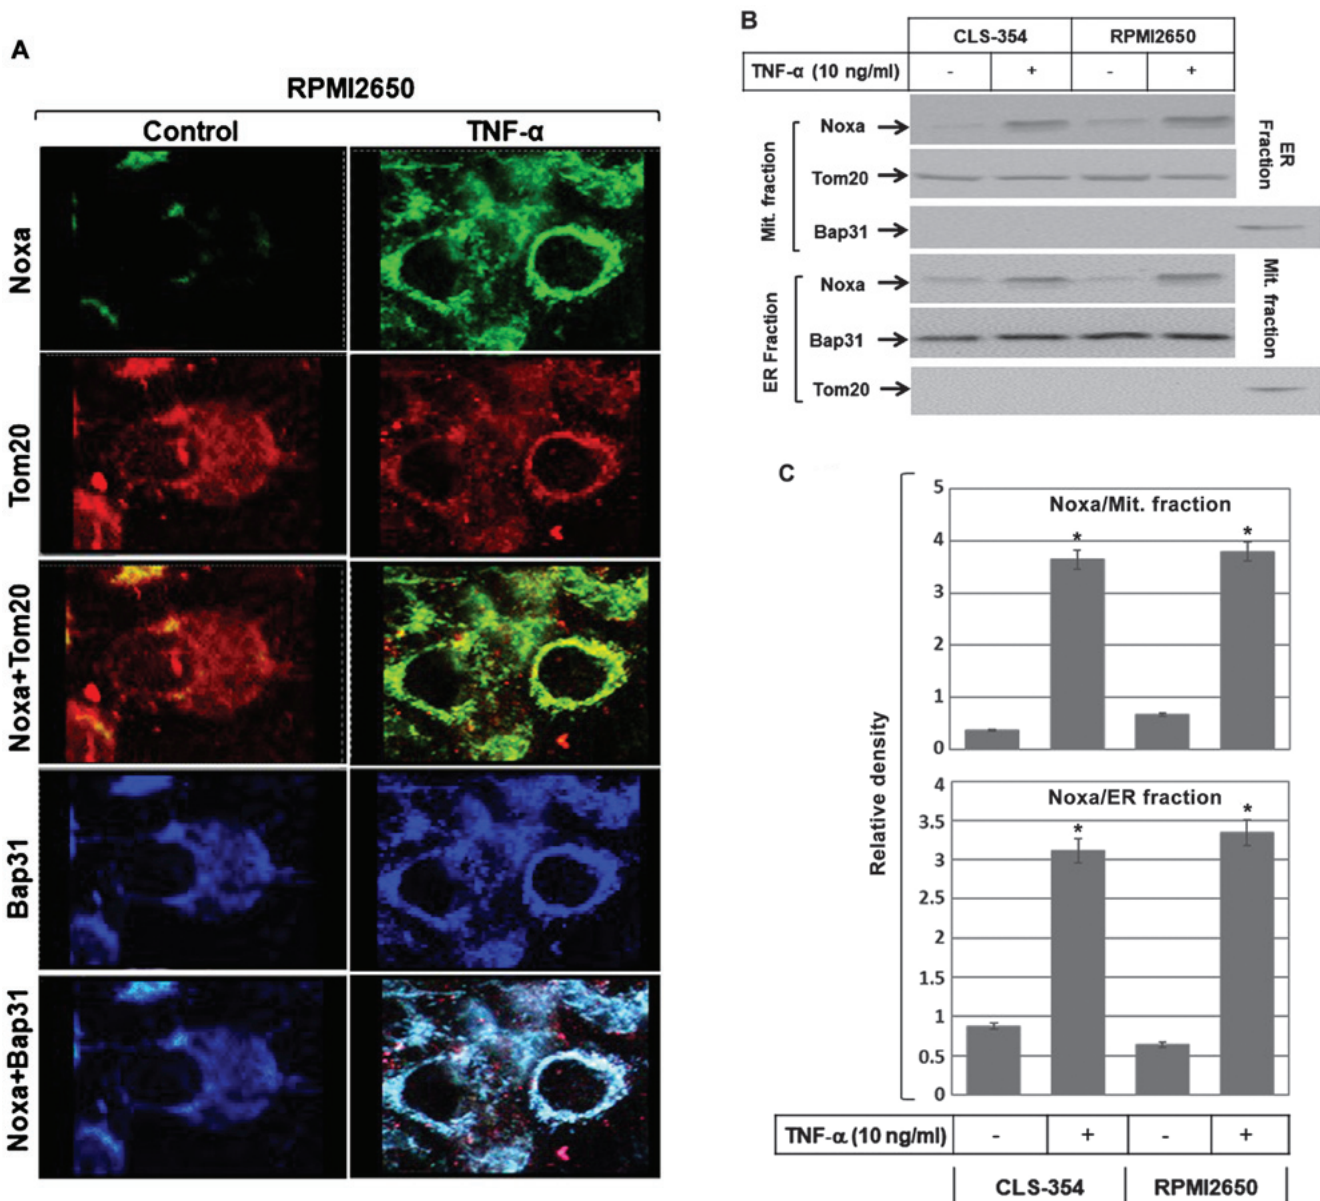 A
RPMI2650
Control TNF-α
Noxa
Tom20
Noxa+Tom20
Bap31
Noxa+Bap31
B
CLS-354 RPMI2650
TNF-α (10 ng/ml) - + - +
Mit. fraction
Noxa
Tom20
Bap31
ER
Fraction
ER Fraction
Noxa
Bap31
Tom20
Mit. fraction
C
Relative density
Noxa/Mit. fraction
5
4
3
2
1
0
* *
Noxa/ER fraction
4
3.5
3
2.5
2
1.5
1
0.5
0
* *
TNF-α (10 ng/ml) - + - +
CLS-354 RPMI2650